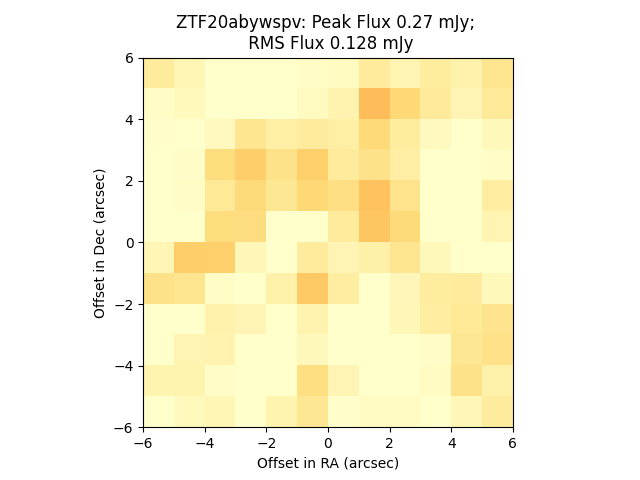 ZTF20abywspv: Peak Flux 0.27 mJy;
RMS Flux 0.128 mJy
6
4
2
0
−2
−4
−6
Offset in Dec (arcsec)
−6 −4 −2 0 2 4 6
Offset in RA (arcsec)